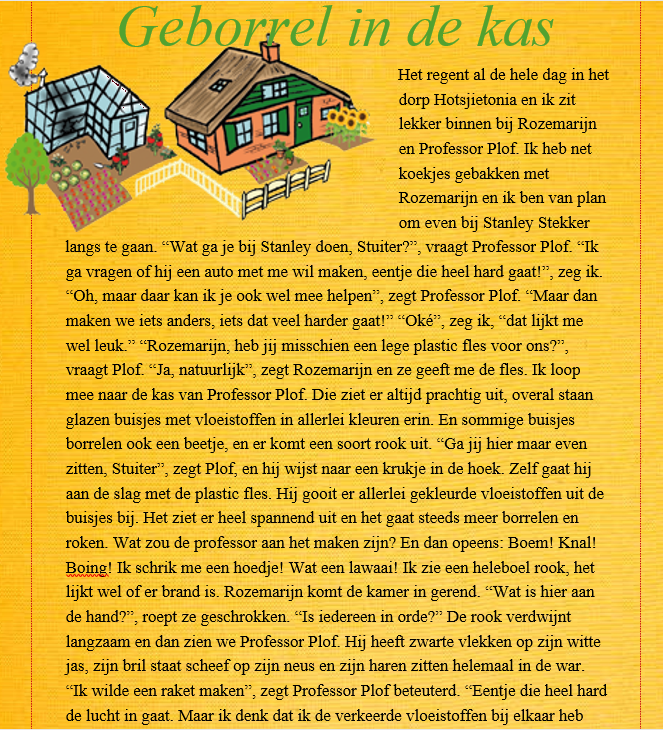 Geborrel in de kas
Het regent al de hele dag in het
dorp Hotsjietonia en ik zit
lekker binnen bij Rozemarijn
en Professor Plof. Ik heb net
koekjes gebakken met
Rozemarijn en ik ben van plan
om even bij Stanley Stekker
langs te gaan. “Wat ga je bij Stanley doen, Stuiter?”, vraagt Professor Plof. “Ik
ga vragen of hij een auto met me wil maken, eentje die heel hard gaat!”, zeg ik.
“Oh, maar daar kan ik je ook wel mee helpen”, zegt Professor Plof. “Maar dan
maken we iets anders, iets dat veel harder gaat!” “Oké”, zeg ik, “dat lijkt me
wel leuk.” “Rozemarijn, heb jij misschien een lege plastic fles voor ons?”,
vraagt Plof. “Ja, natuurlijk”, zegt Rozemarijn en ze geeft me de fles. Ik loop
mee naar de kas van Professor Plof. Die ziet er altijd prachtig uit, overal staan
glazen buisjes met vloeistoffen in allerlei kleuren erin. En sommige buisjes
borrelen ook een beetje, en er komt een soort rook uit. “Ga jij hier maar even
zitten, Stuiter”, zegt Plof, en hij wijst naar een krukje in de hoek. Zelf gaat hij
aan de slag met de plastic fles. Hij gooit er allerlei gekleurde vloeistoffen uit de
buisjes bij. Het ziet er heel spannend uit en het gaat steeds meer borrelen en
roken. Wat zou de professor aan het maken zijn? En dan opeens: Boem! Knal!
Boing! Ik schrik me een hoedje! Wat een lawaai! Ik zie een heleboel rook, het
lijkt wel of er brand is. Rozemarijn komt de kamer in gerend. “Wat is hier aan
de hand?”, roept ze geschrokken. “Is iedereen in orde?” De rook verdwijnt
langzaam en dan zien we Professor Plof. Hij heeft zwarte vlekken op zijn witte
jas, zijn bril staat scheef op zijn neus en zijn haren zitten helemaal in de war.
“Ik wilde een raket maken”, zegt Professor Plof beteuterd. “Eentje die heel hard
de lucht in gaat. Maar ik denk dat ik de verkeerde vloeistoffen bij elkaar heb